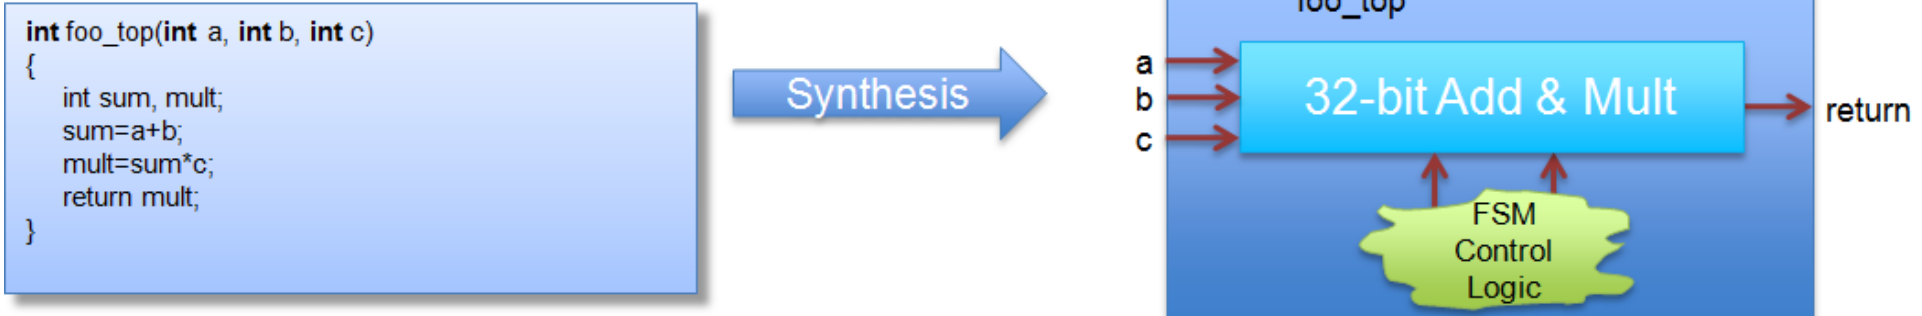 int foo_top(int a, int b, int c)
{
int sum, mult;
sum=a+b;
mult=sum*c;
return mult;
}
Synthesis
foo_top
a
b
c
32-bit Add & Mult
return
FSM
Control
Logic